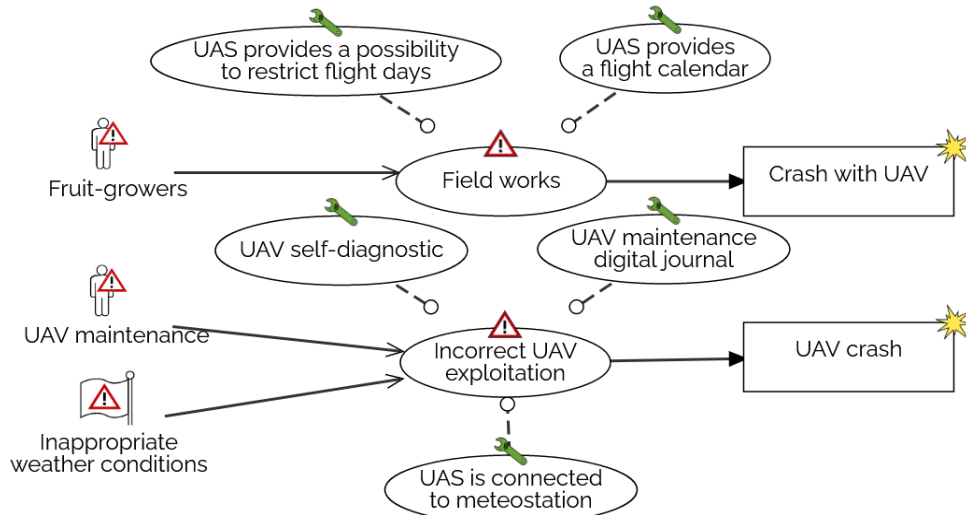 UAS provides a possibility
to restrict flight days
UAS provides
a flight calendar
Fruit-growers
Field works
Crash with UAV
UAV self-diagnostic
UAV maintenance
digital journal
UAV maintenance
Incorrect UAV
exploitation
UAV crash
Inappropriate
weather conditions
UAS is connected
to meteostation